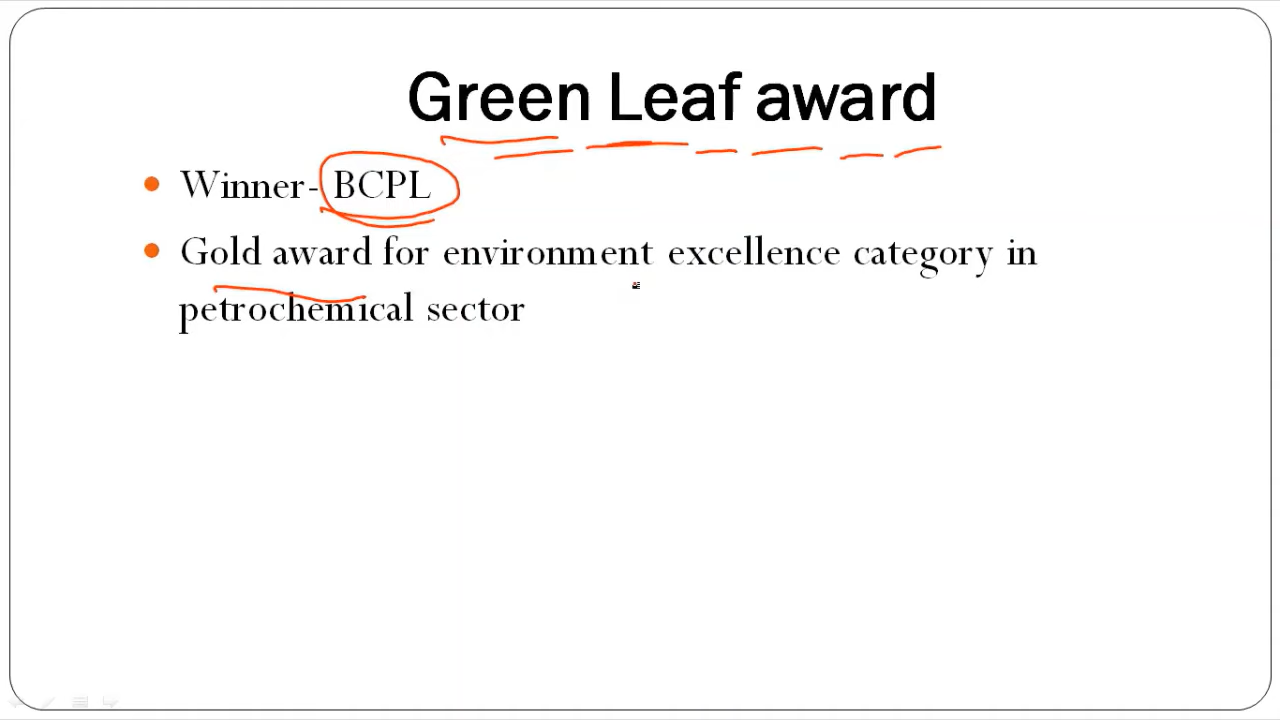 Green Leaf award
Winner- BCPL
Gold award for environment excellence category in
petrochemical sector